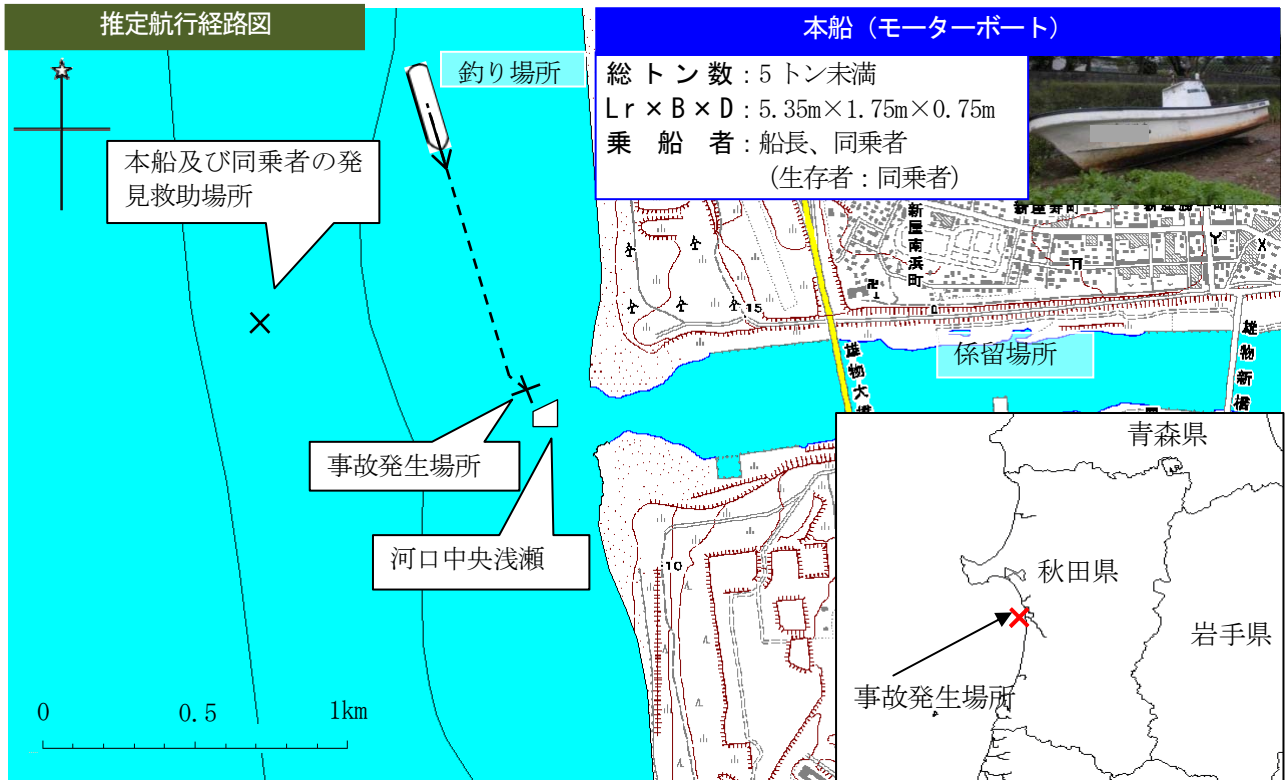 推定航行経路図
本船（モーターボート）
総トン数：5 トン未満
Lr×B×D：5.35m×1.75m×0.75m
乗船者：船長、同乗者
（生存者：同乗者）
釣り場所
本船及び同乗者の発
見救助場所
事故発生場所
河口中央浅瀬
係留場所
新屋南浜町
15
雄物大橋
雄物新橋
10
0 0.5 1km
青森県
秋田県
岩手県
事故発生場所